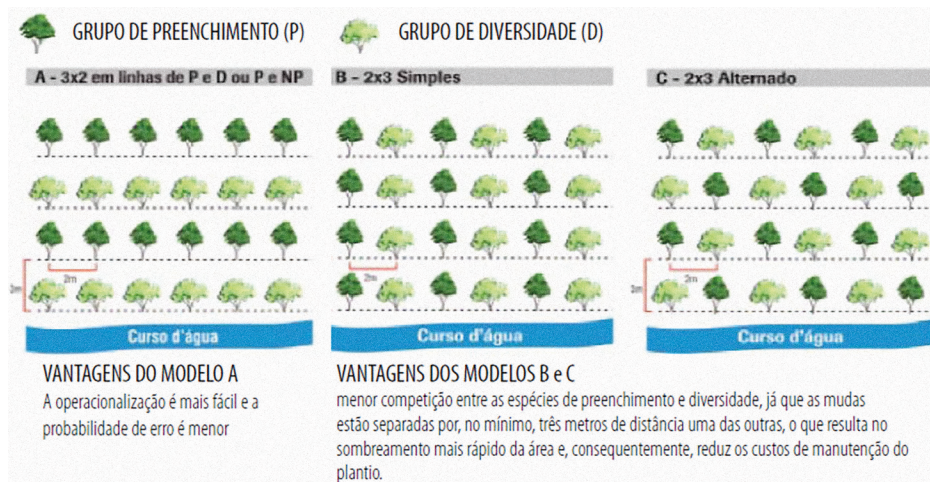 GRUPO DE PREENCHIMENTO (P)
GRUPO DE DIVERSIDADE (D)
A - 3x2 em linhas de P e D ou P e NP
B - 2x3 Simples
C - 2x3 Alternado
2m
2m
2m
Curso d'água
Curso d'água
Curso d'água
VANTAGENS DO MODELO A
A operacionalização é mais fácil e a
probabilidade de erro é menor
VANTAGENS DOS MODELOS B e C
menor competição entre as espécies de preenchimento e diversidade, já que as mudas
estão separadas por, no mínimo, três metros de distância uma das outras, o que resulta no
sombreamento mais rápido da área e, consequentemente, reduz os custos de manutenção do
plantio.